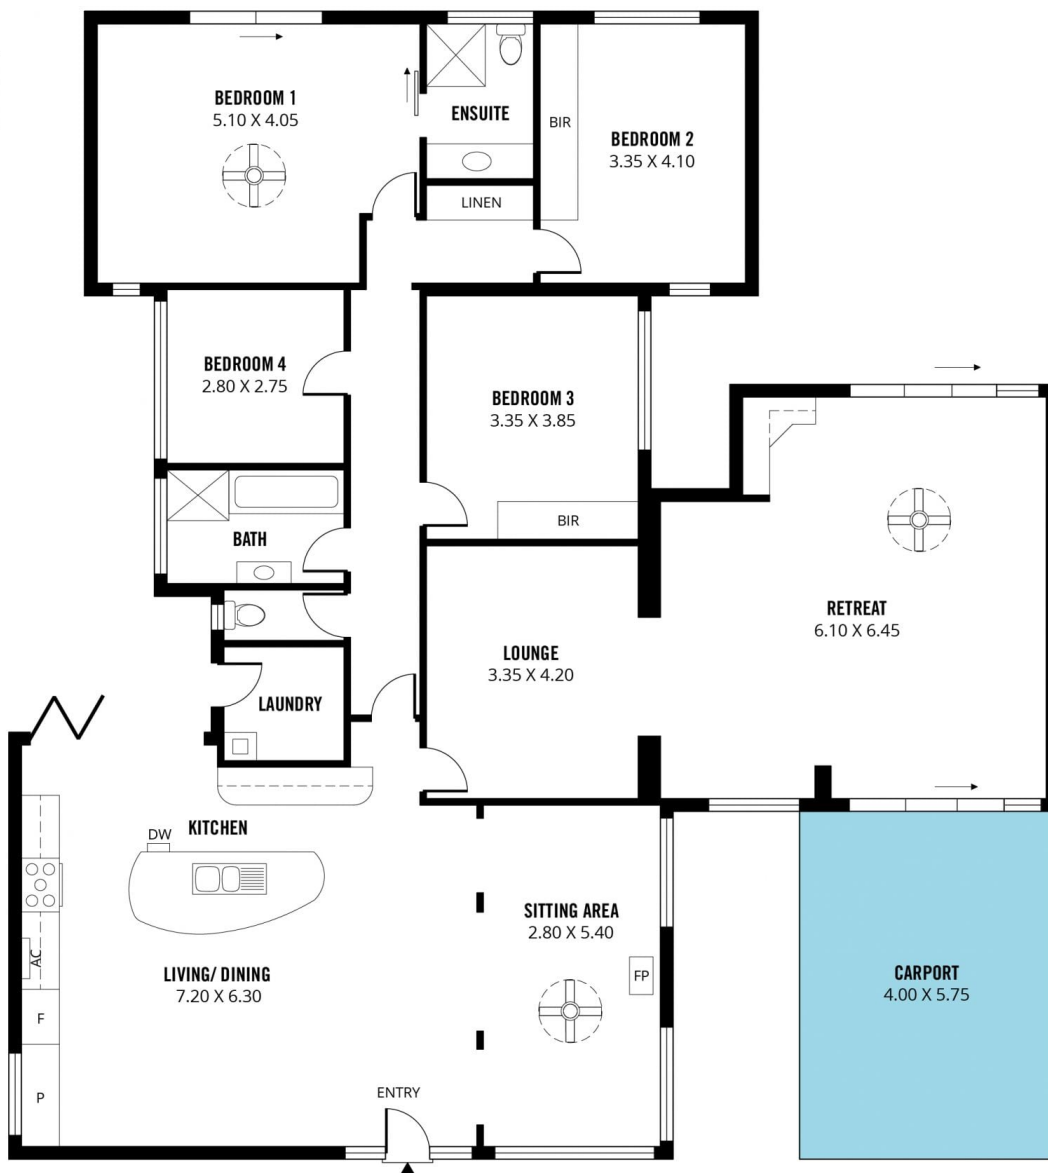 BEDROOM 1
5.10 X 4.05
ENSUITE
BIR
BEDROOM 2
3.35 X 4.10
LINEN
BEDROOM 4
2.80 X 2.75
BEDROOM 3
3.35 X 3.85
BIR
BATH
RETREAT
6.10 X 6.45
LOUNGE
3.35 X 4.20
LAUNDRY
KITCHEN
DW
SITTING AREA
2.80 X 5.40
AC
LIVING/ DINING
7.20 X 6.30
FP
CARPORT
4.00 X 5.75
F
P
ENTRY